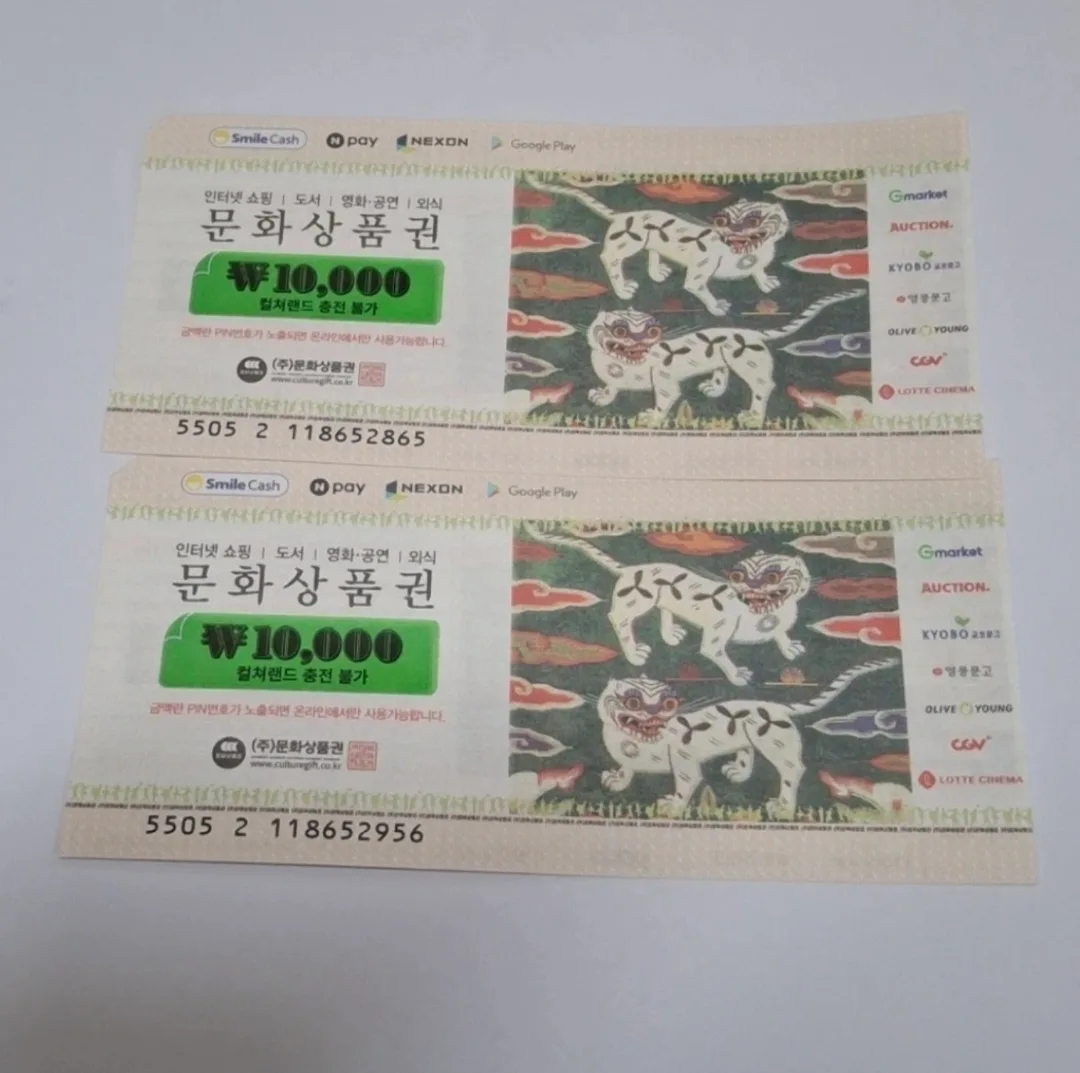 Smile Cash N pay NEXON Google Play
인터넷 쇼핑 | 도서 | 영화·공연 | 외식
문화상품권
₩10,000
컬쳐랜드 충전 불가
금액란 PIN번호가 노출되면 온라인에서만 사용가능합니다.
(주)문화상품권
www.culturegift.co.kr
Gmarket
AUCTION.
KYOBO 교보문고
영풍문고
OLIVE YOUNG
CGV
LOTTE CINEMA
5505 2 118652865
Smile Cash N pay NEXON Google Play
인터넷 쇼핑 | 도서 | 영화·공연 | 외식
문화상품권
₩10,000
컬쳐랜드 충전 불가
금액란 PIN번호가 노출되면 온라인에서만 사용가능합니다.
(주)문화상품권
www.culturegift.co.kr
Gmarket
AUCTION.
KYOBO 교보문고
영풍문고
OLIVE YOUNG
CGV
LOTTE CINEMA
5505 2 118652956